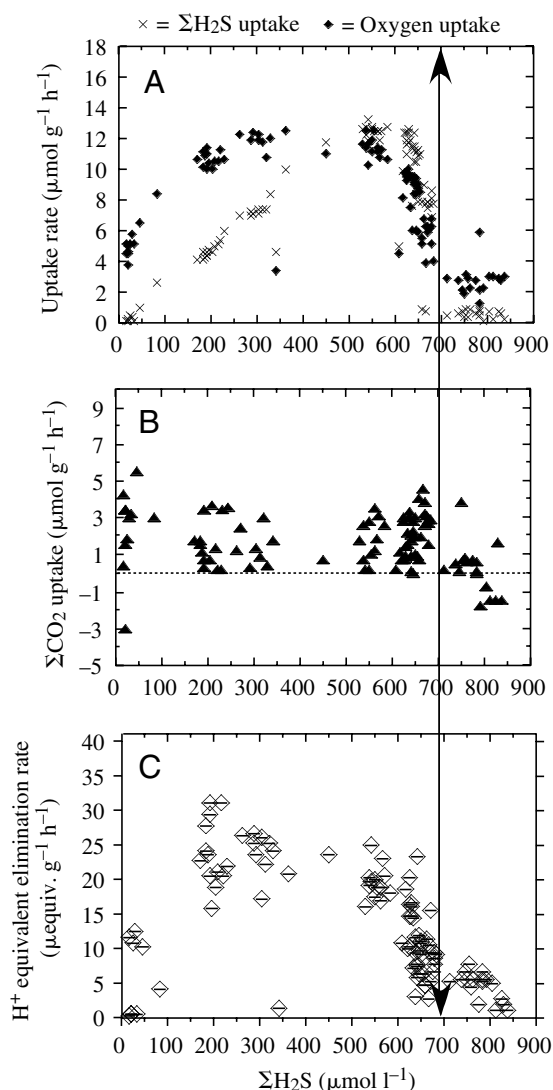 × = ΣH2S uptake ♦ = Oxygen uptake
A
Uptake rate (μmol g–1 h–1)
18
16
14
12
10
8
6
4
2
0
0 100 200 300 400 500 600 700 800 900
B
ΣCO2 uptake (μmol g–1 h–1)
9
7
5
3
1
–1
–3
–5
0 100 200 300 400 500 600 700 800 900
C
H+ equivalent elimination rate
(μequiv. g–1 h–1)
40
35
30
25
20
15
10
5
0
0 100 200 300 400 500 600 700 800 900
ΣH2S (μmol l–1)